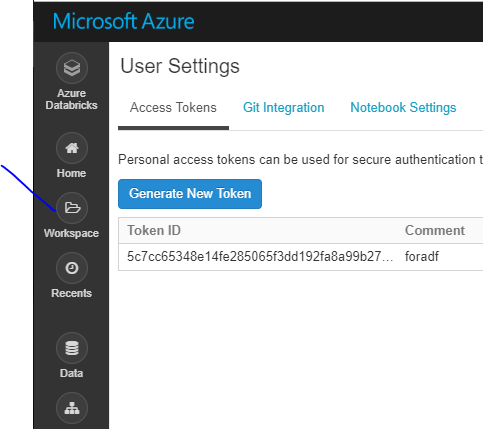 Microsoft Azure
Azure
Databricks
Home
Workspace
Recents
Data
User Settings
Access Tokens Git Integration Notebook Settings
Personal access tokens can be used for secure authentication t
Generate New Token
Token ID Comment
5c7cc65348e14fe285065f3dd192fa8a99b27... foradf